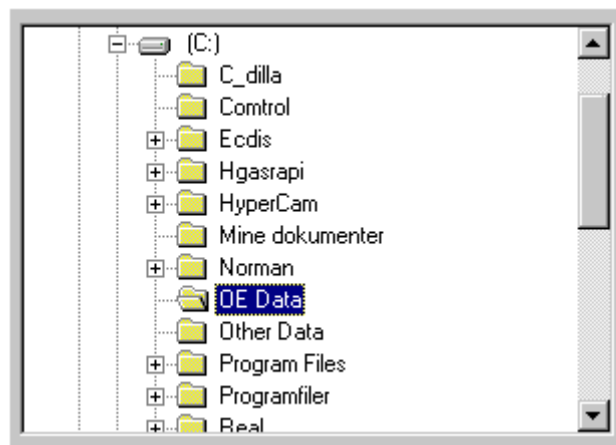 (C:)
C_dilla
Comtrol
Ecdis
Hgasrapi
HyperCam
Mine dokumenter
Norman
OE Data
Other Data
Program Files
Programfiler
Real